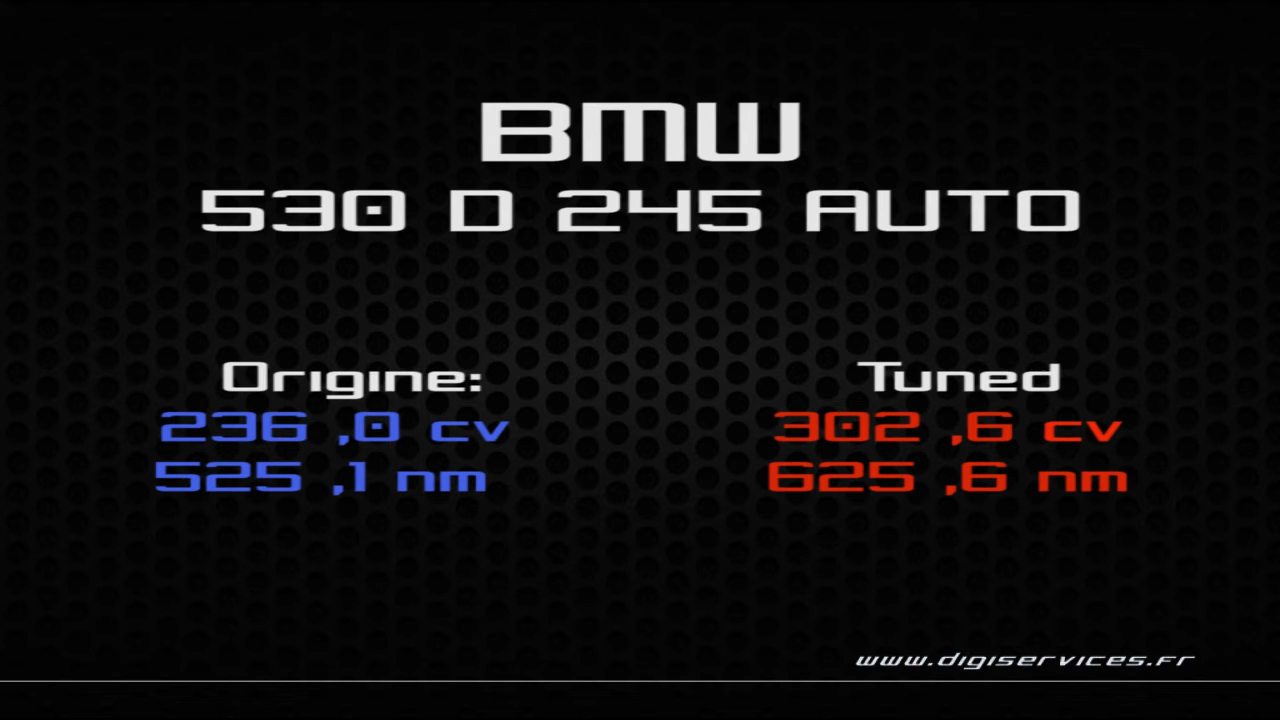 BMW
530 D 245 AUTO
Origine:
236 ,0 cv
525 ,1 nm
Tuned
302 ,6 cv
625 ,6 nm
www.digiservices.fr